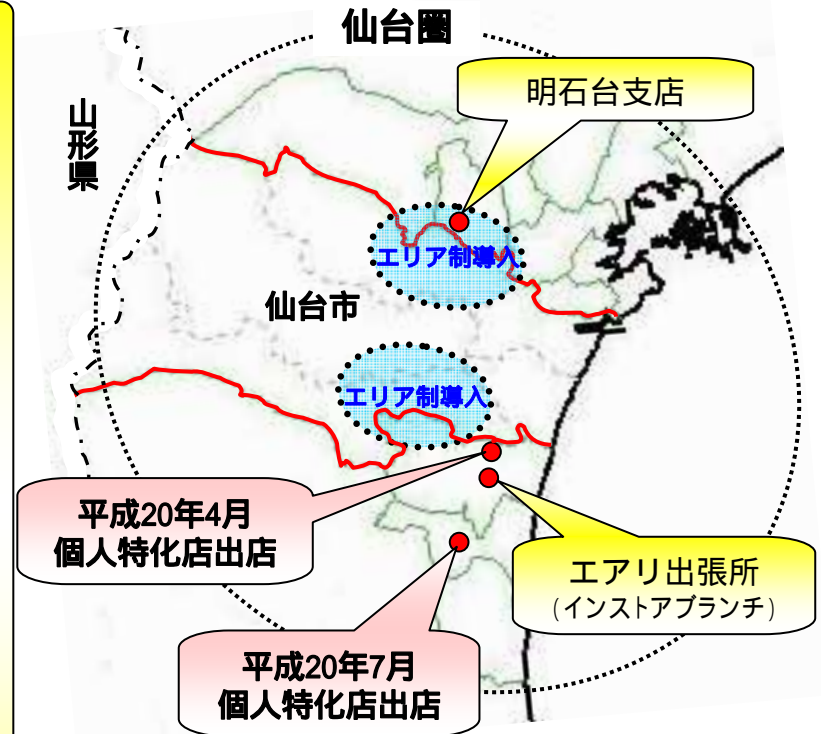 仙台圏
明石台支店
山形県
エリア制導入
仙台市
エリア制導入
平成20年4月
個人特化店出店
エアリ出張所
（インストアブランチ）
平成20年7月
個人特化店出店